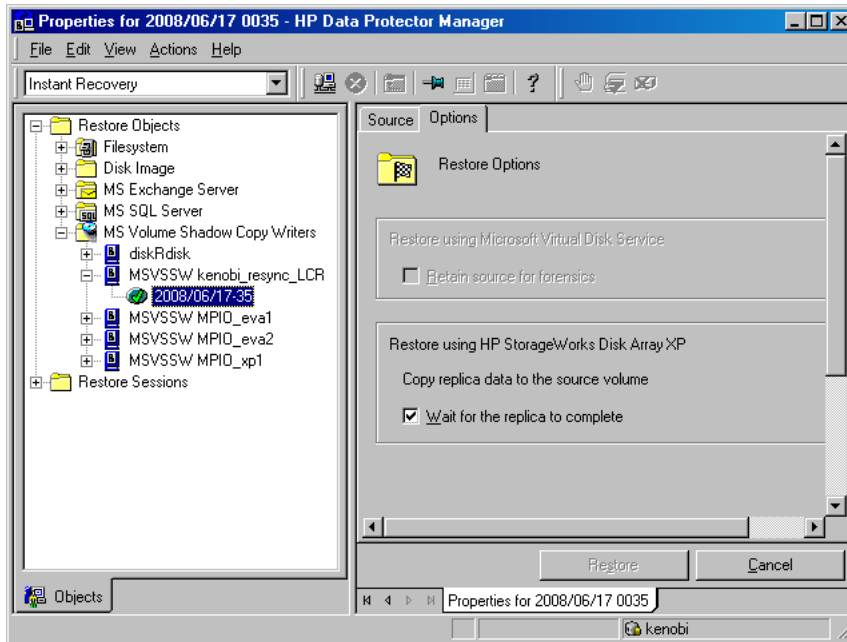 Properties for 2008/06/17 0035 - HP Data Protector Manager
File Edit View Actions Help
Instant Recovery
Restore Objects
Filesystem
Disk Image
MS Exchange Server
MS SQL Server
MS Volume Shadow Copy Writers
diskRdisk
MSVSSW kenobi_resync_LCR
2008/06/17-35
MSVSSW MPIO_eva1
MSVSSW MPIO_eva2
MSVSSW MPIO_xp1
Restore Sessions
Objects
Source Options
Restore Options
Restore using Microsoft Virtual Disk Service
Retain source for forensics
Restore using HP StorageWorks Disk Array XP
Copy replica data to the source volume
Wait for the replica to complete
Restore Cancel
Properties for 2008/06/17 0035
kenobi